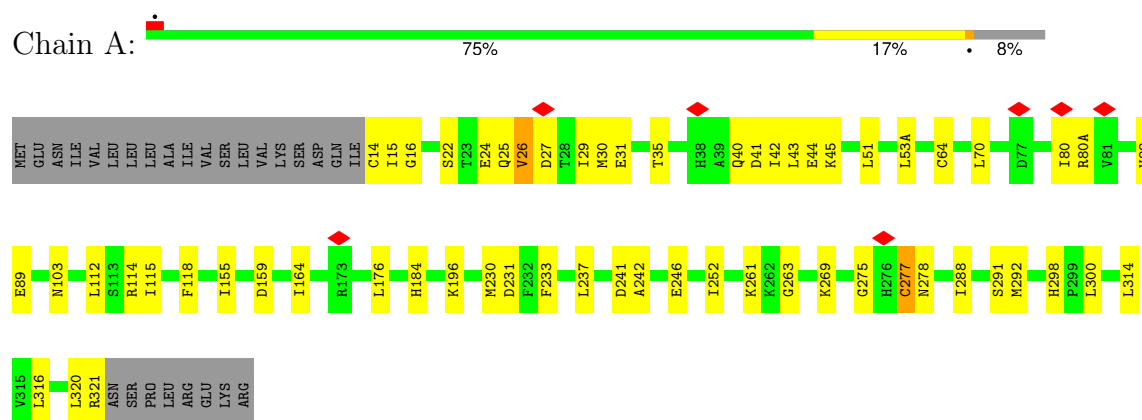 Chain A:
75% 17% • 8%
MET GLU ASN ILE VAL LEU LEU LEU ALA ILE VAL SER LEU VAL LYS SER ASP GLN ILE C14 I15 G16 S22 T23 E24 Q25 V26 D27 T28 I29 M30 E31 T35 H38 A39 Q40 D41 I42 L43 E44 K45 L51 L53A C64 L70 D77 I80 R80A V81
E89 N103 L112 S113 R114 I115 F118 I155 D159 I164 R173 L176 H184 K196 M230 D231 F232 F233 L237 D241 A242 E246 I252 K261 K262 G263 K269 G275 H276 C277 N278 I288 S291 M292 H298 P299 L300 L314
V315 L316 L320 R321 ASN SER PRO LEU ARG GLU LYS ARG